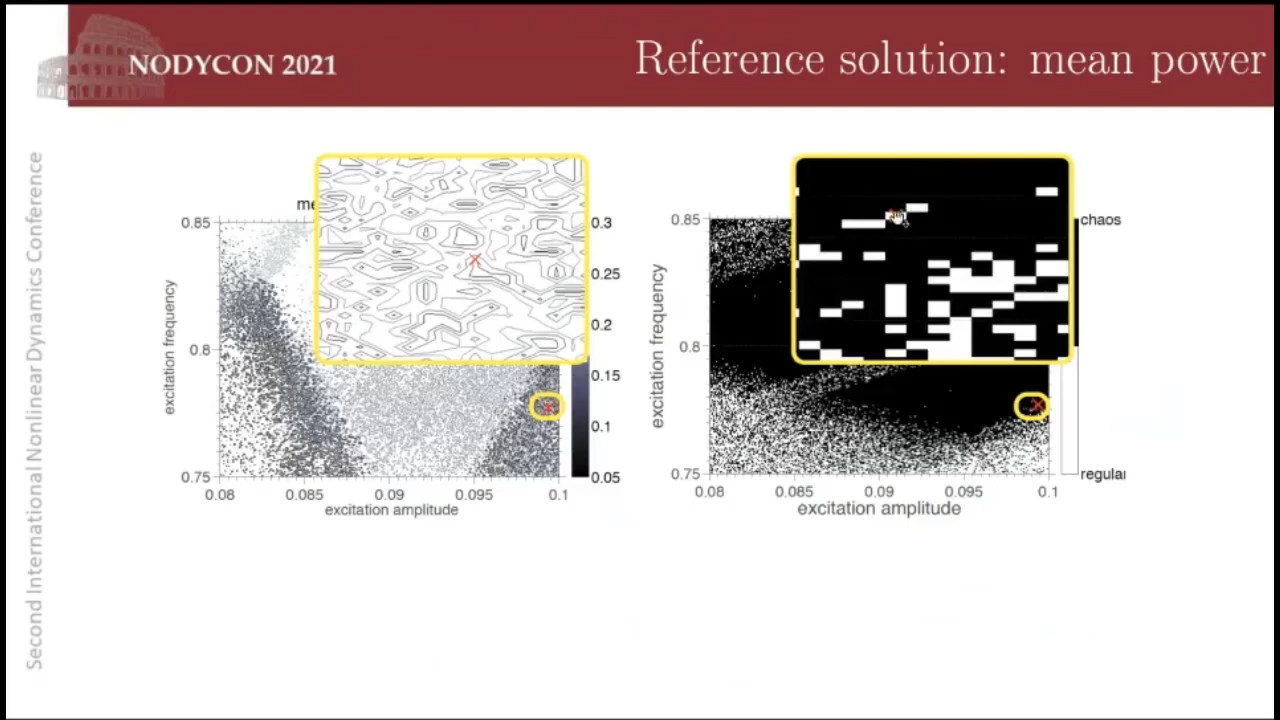 NODYCON 2021
Reference solution: mean power
Second International Nonlinear Dynamics Conference
me
0.85
0.8
0.75
excitation frequency
0.08
0.085
0.09
0.095
0.1
excitation amplitude
0.3
0.25
0.2
0.15
0.1
0.05
0.85
0.8
0.75
excitation frequency
0.08
0.085
0.09
0.095
0.1
excitation amplitude
chaos
regular